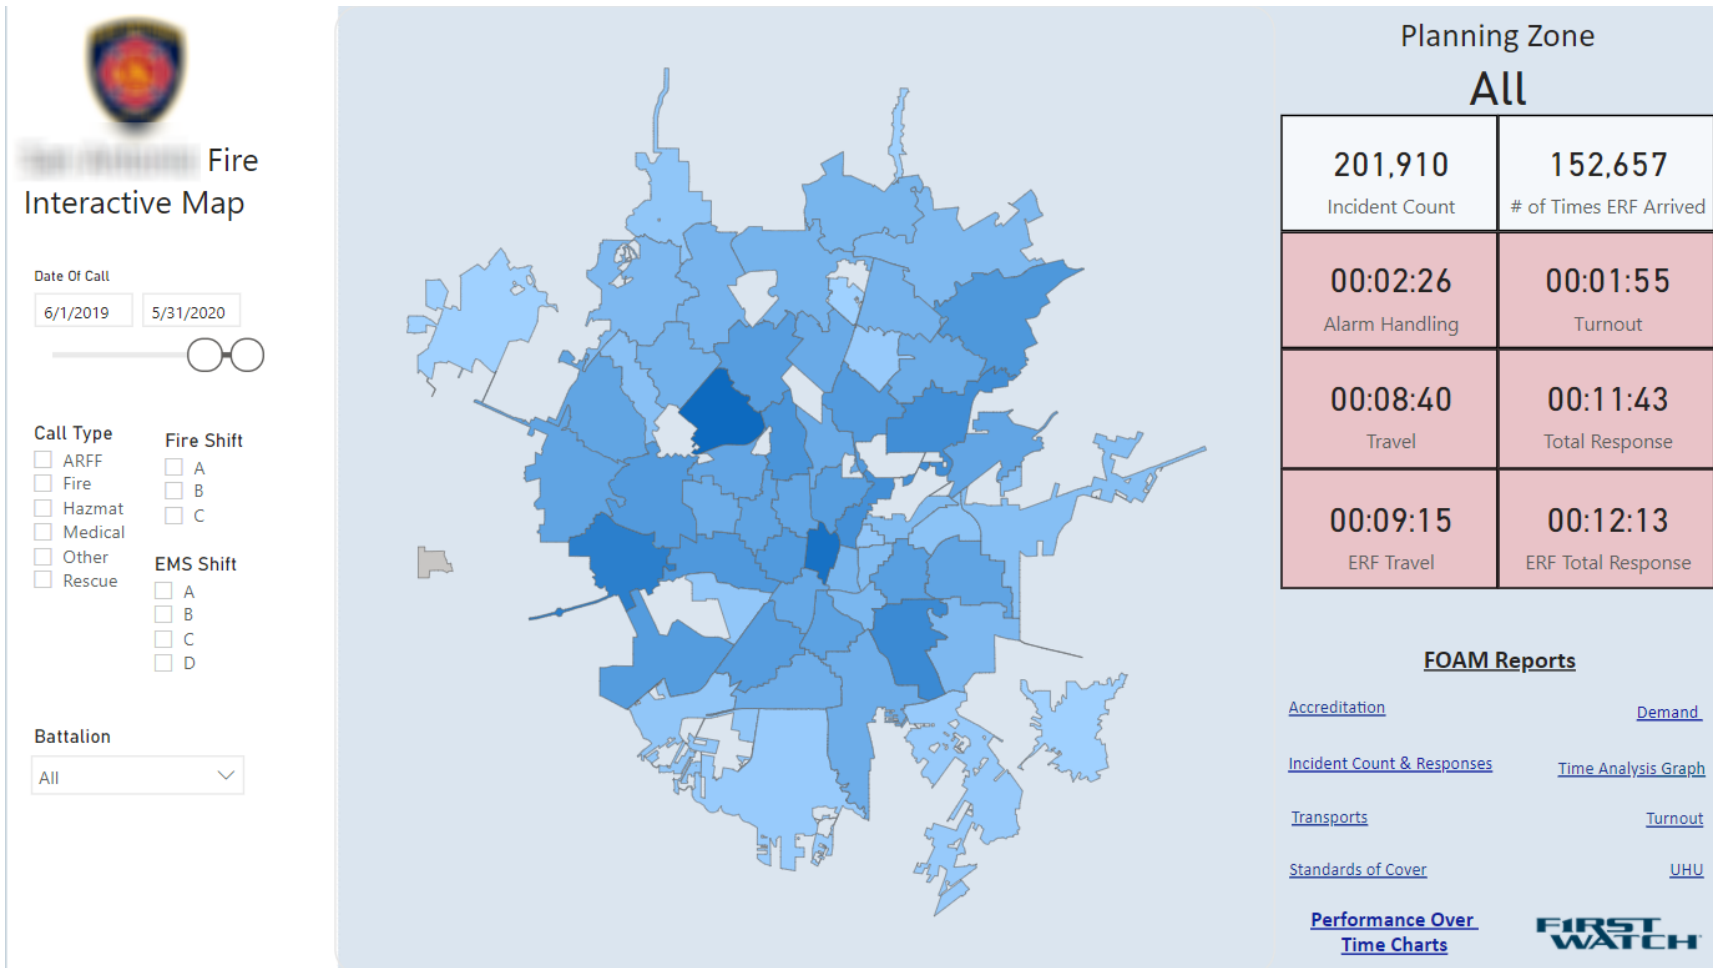 Fire
Interactive Map
Date Of Call
6/1/2019
5/31/2020
Call Type
ARFF
Fire
Hazmat
Medical
Other
Rescue
Fire Shift
A
B
C
EMS Shift
A
B
C
D
Battalion
All
Planning Zone
All
201,910
Incident Count
152,657
# of Times ERF Arrived
00:02:26
Alarm Handling
00:01:55
Turnout
00:08:40
Travel
00:11:43
Total Response
00:09:15
ERF Travel
00:12:13
ERF Total Response
FOAM Reports
Accreditation
Demand
Incident Count & Responses
Time Analysis Graph
Transports
Turnout
Standards of Cover
UHU
Performance Over
Time Charts
FIRST
WATCH